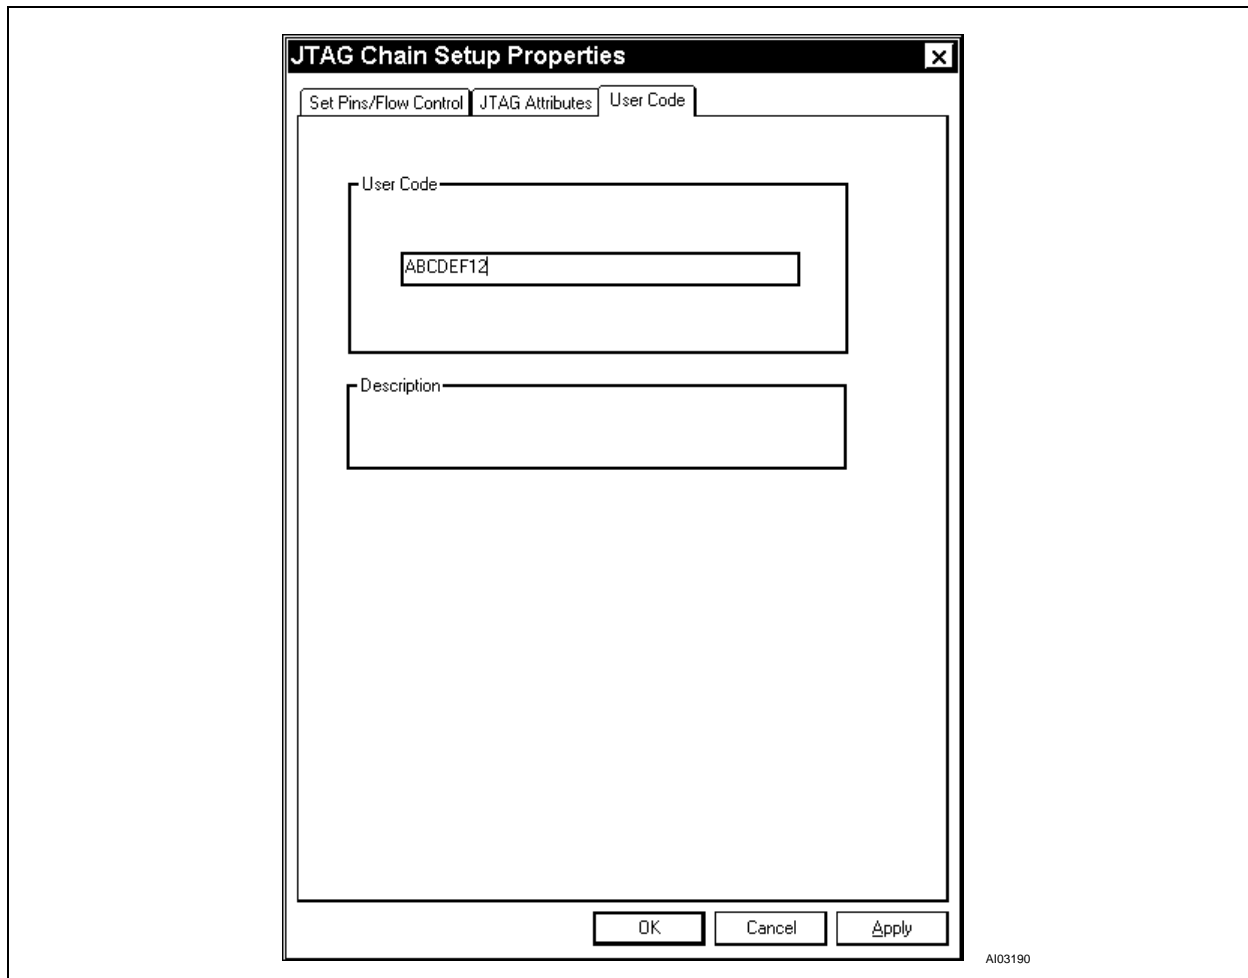 JTAG Chain Setup Properties
Set Pins/Flow Control JTAG Attributes User Code
User Code
ABCDEF12
Description
OK Cancel Apply
AI03190